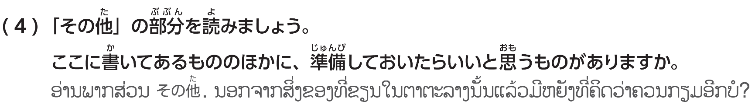 (4)「その他」の部分を読みましょう。
ここに書いてあるもののほかに、準備しておいたらいいと思うものがありますか。
ອ່ານພາກສ່ວນ その他. ນອກຈາກສິ່ງຂອງທີ່ຂຽນໃນຕາຕະລາງນັ້ນແລ້ວມີຫຍັງທີ່ຄິດວ່າຄວນກຽມອີກບໍ?